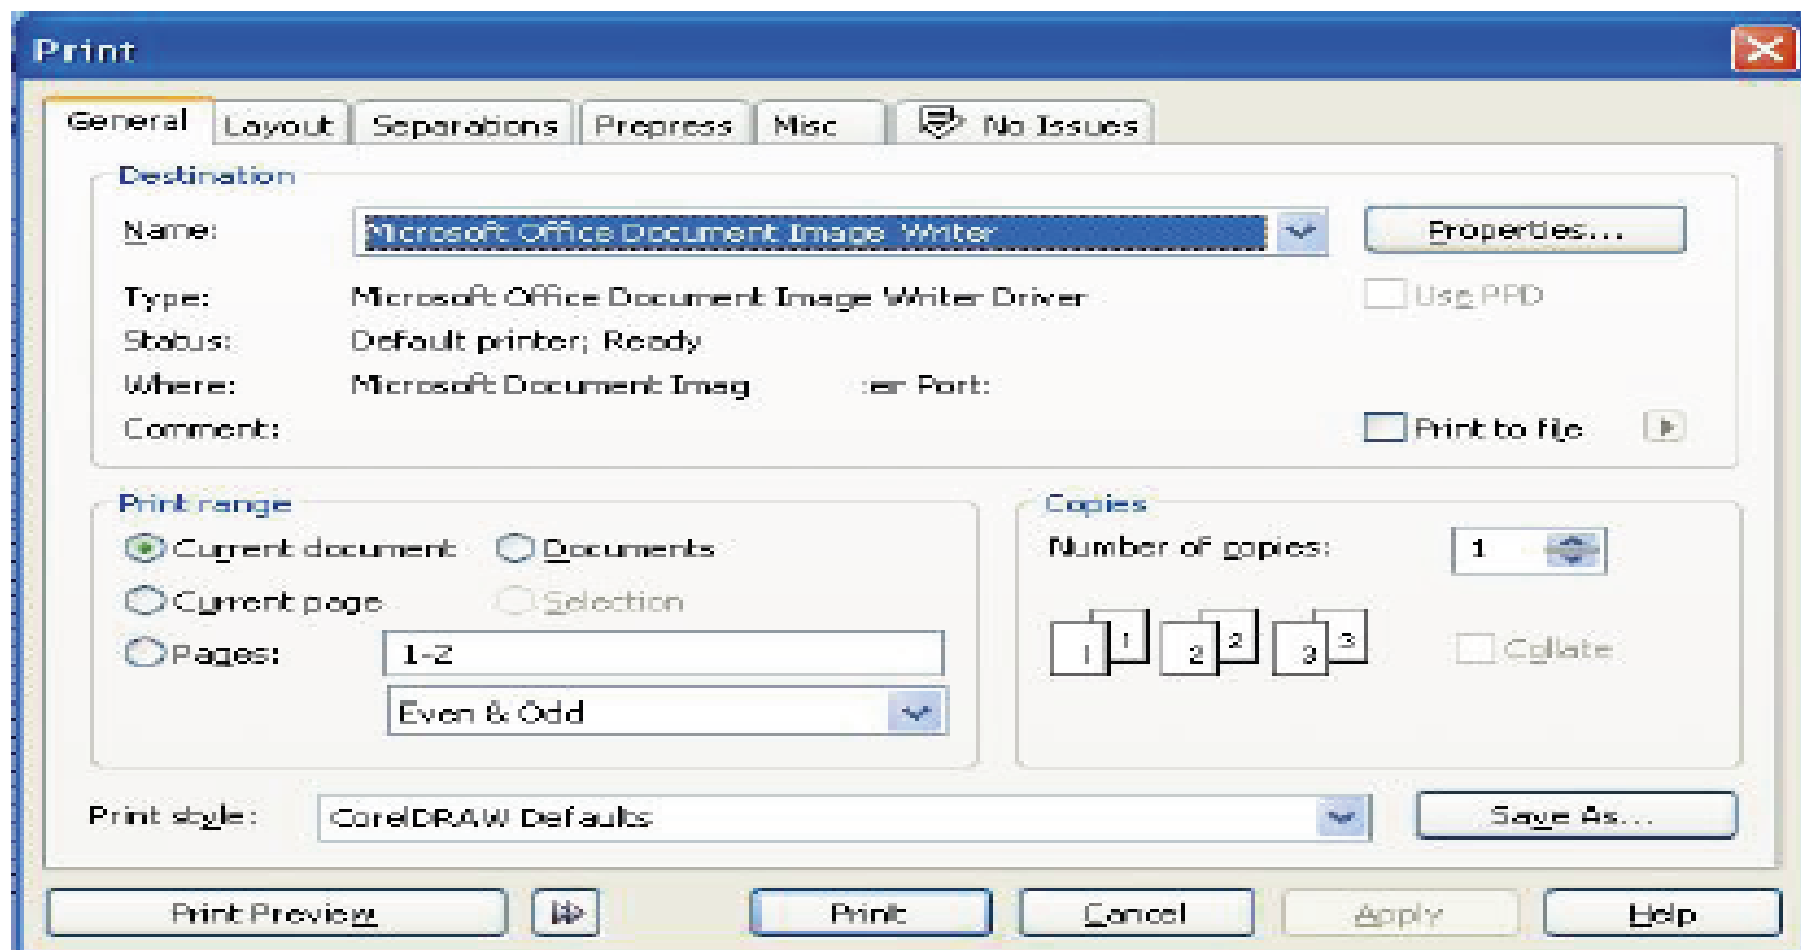 Print
General Layout Separations Prepress Misc No Issues
Destination
Name: Microsoft Office Document Image Writer Properties...
Type: Microsoft Office Document Image Writer Driver Use PPD
Status: Default printer; Ready
Where: Microsoft Document Imag :er Port:
Comment: Print to file
Print range Copies
Current document Documents Number of copies: 1
Current page Selection
1 1 2 2 3 3 Collate
Pages: 1-2
Even & Odd
Print style: CorelDRAW Defaults Save As...
Print Preview Print Cancel Apply Help